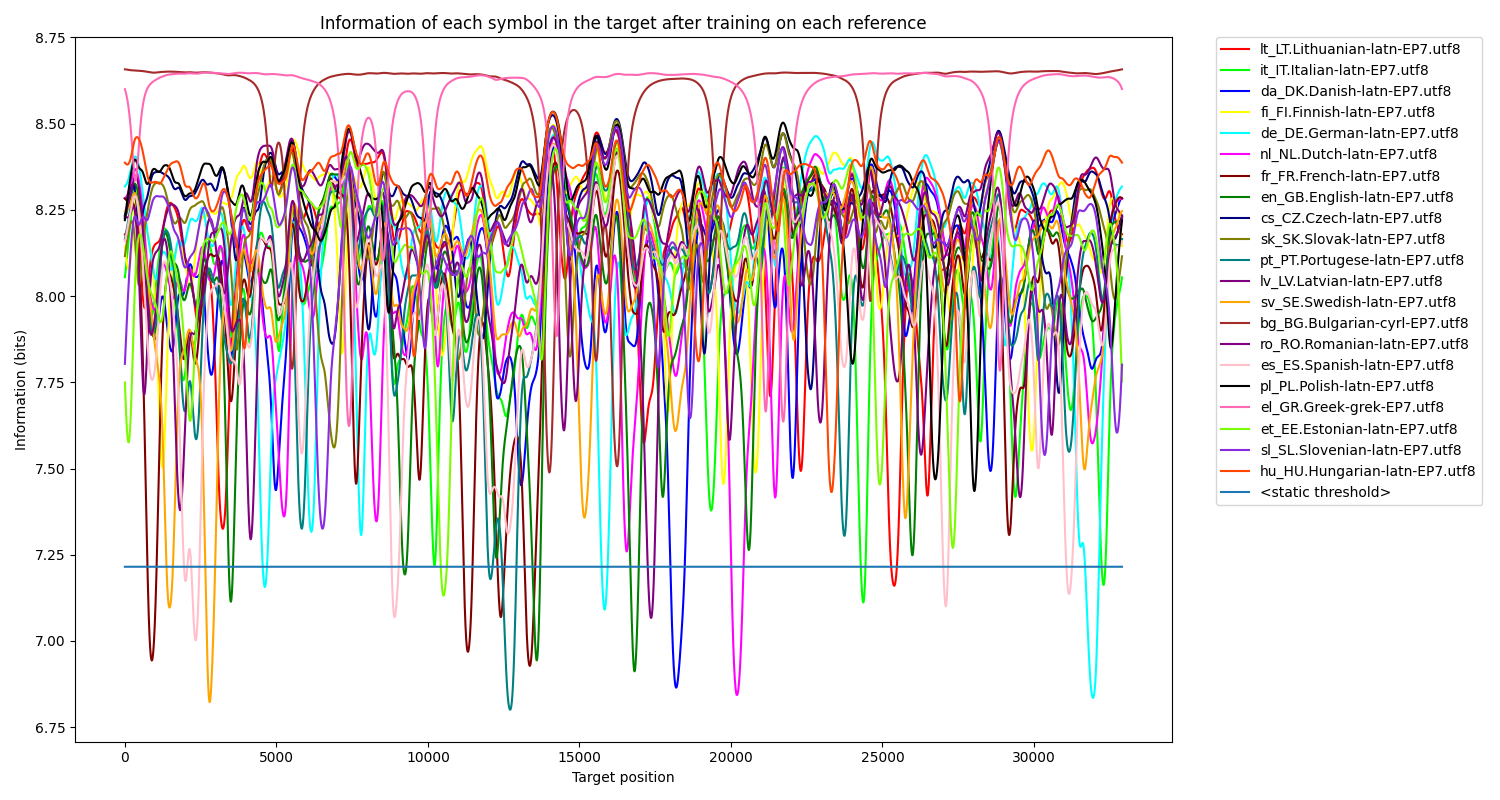 Information of each symbol in the target after training on each reference
8.75
8.50
8.25
8.00
7.75
7.50
7.25
7.00
6.75
Information (bits)
0
5000
10000
15000
20000
25000
30000
Target position
lt_LT.Lithuanian-latn-EP7.utf8
it_IT.Italian-latn-EP7.utf8
da_DK.Danish-latn-EP7.utf8
fi_FI.Finnish-latn-EP7.utf8
de_DE.German-latn-EP7.utf8
nl_NL.Dutch-latn-EP7.utf8
fr_FR.French-latn-EP7.utf8
en_GB.English-latn-EP7.utf8
cs_CZ.Czech-latn-EP7.utf8
sk_SK.Slovak-latn-EP7.utf8
pt_PT.Portugese-latn-EP7.utf8
lv_LV.Latvian-latn-EP7.utf8
sv_SE.Swedish-latn-EP7.utf8
bg_BG.Bulgarian-cyrl-EP7.utf8
ro_RO.Romanian-latn-EP7.utf8
es_ES.Spanish-latn-EP7.utf8
pl_PL.Polish-latn-EP7.utf8
el_GR.Greek-grek-EP7.utf8
et_EE.Estonian-latn-EP7.utf8
sl_SL.Slovenian-latn-EP7.utf8
hu_HU.Hungarian-latn-EP7.utf8
<static threshold>